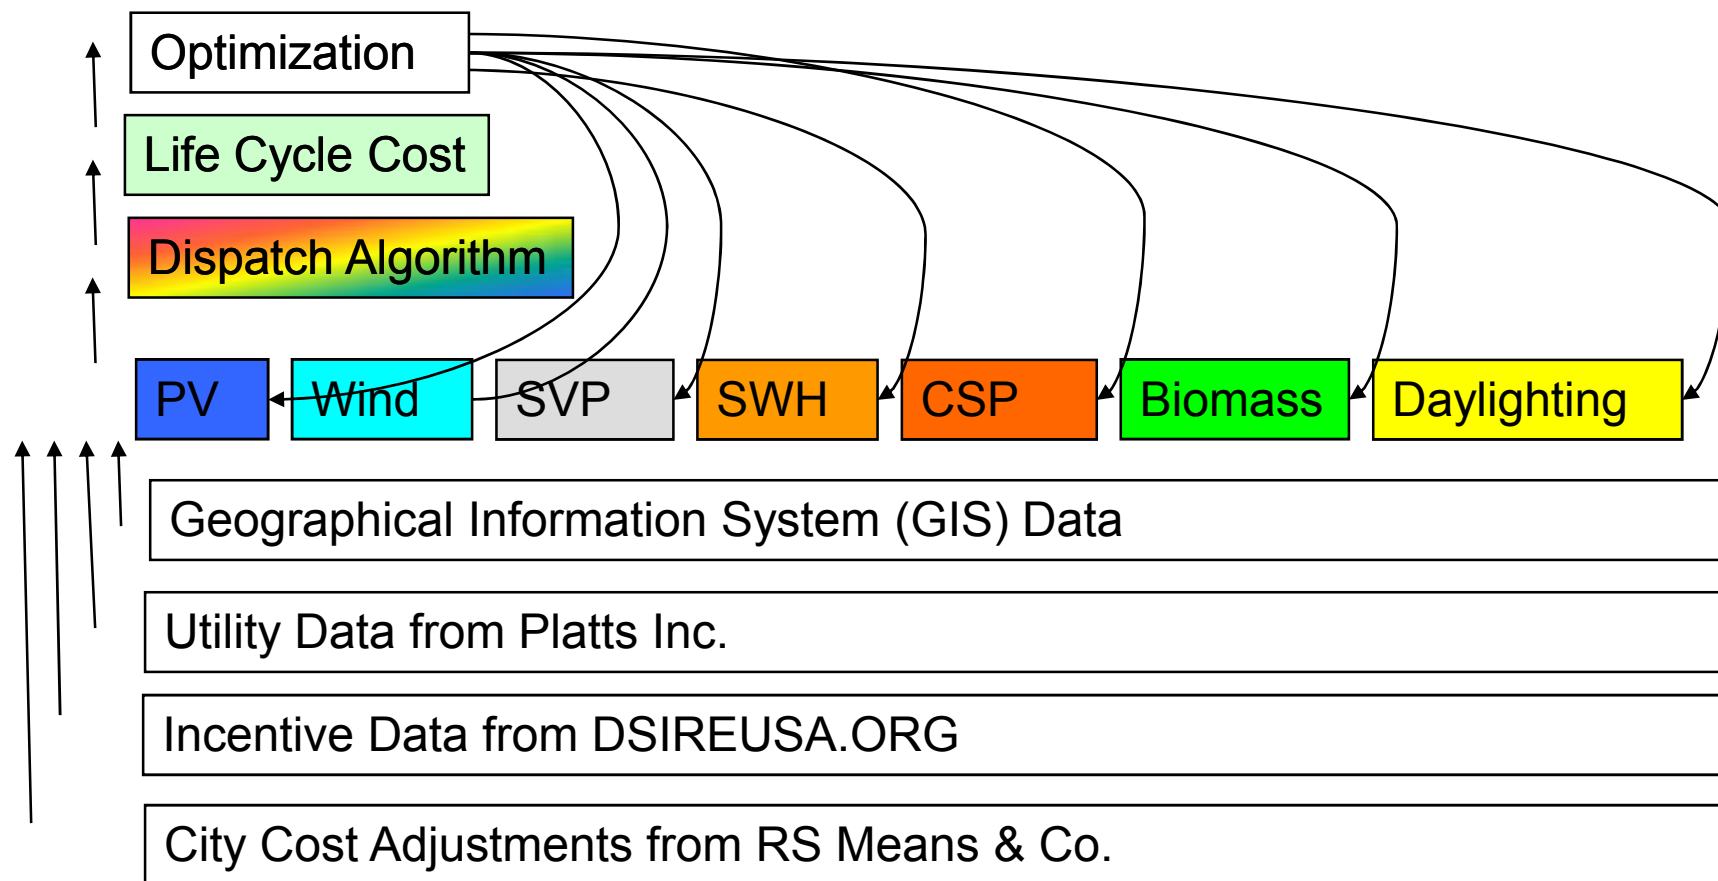 Optimization
Life Cycle Cost
Dispatch Algorithm
PV Wind SVP SWH CSP Biomass Daylighting
Geographical Information System (GIS) Data
Utility Data from Platts Inc.
Incentive Data from DSIREUSA.ORG
City Cost Adjustments from RS Means & Co.